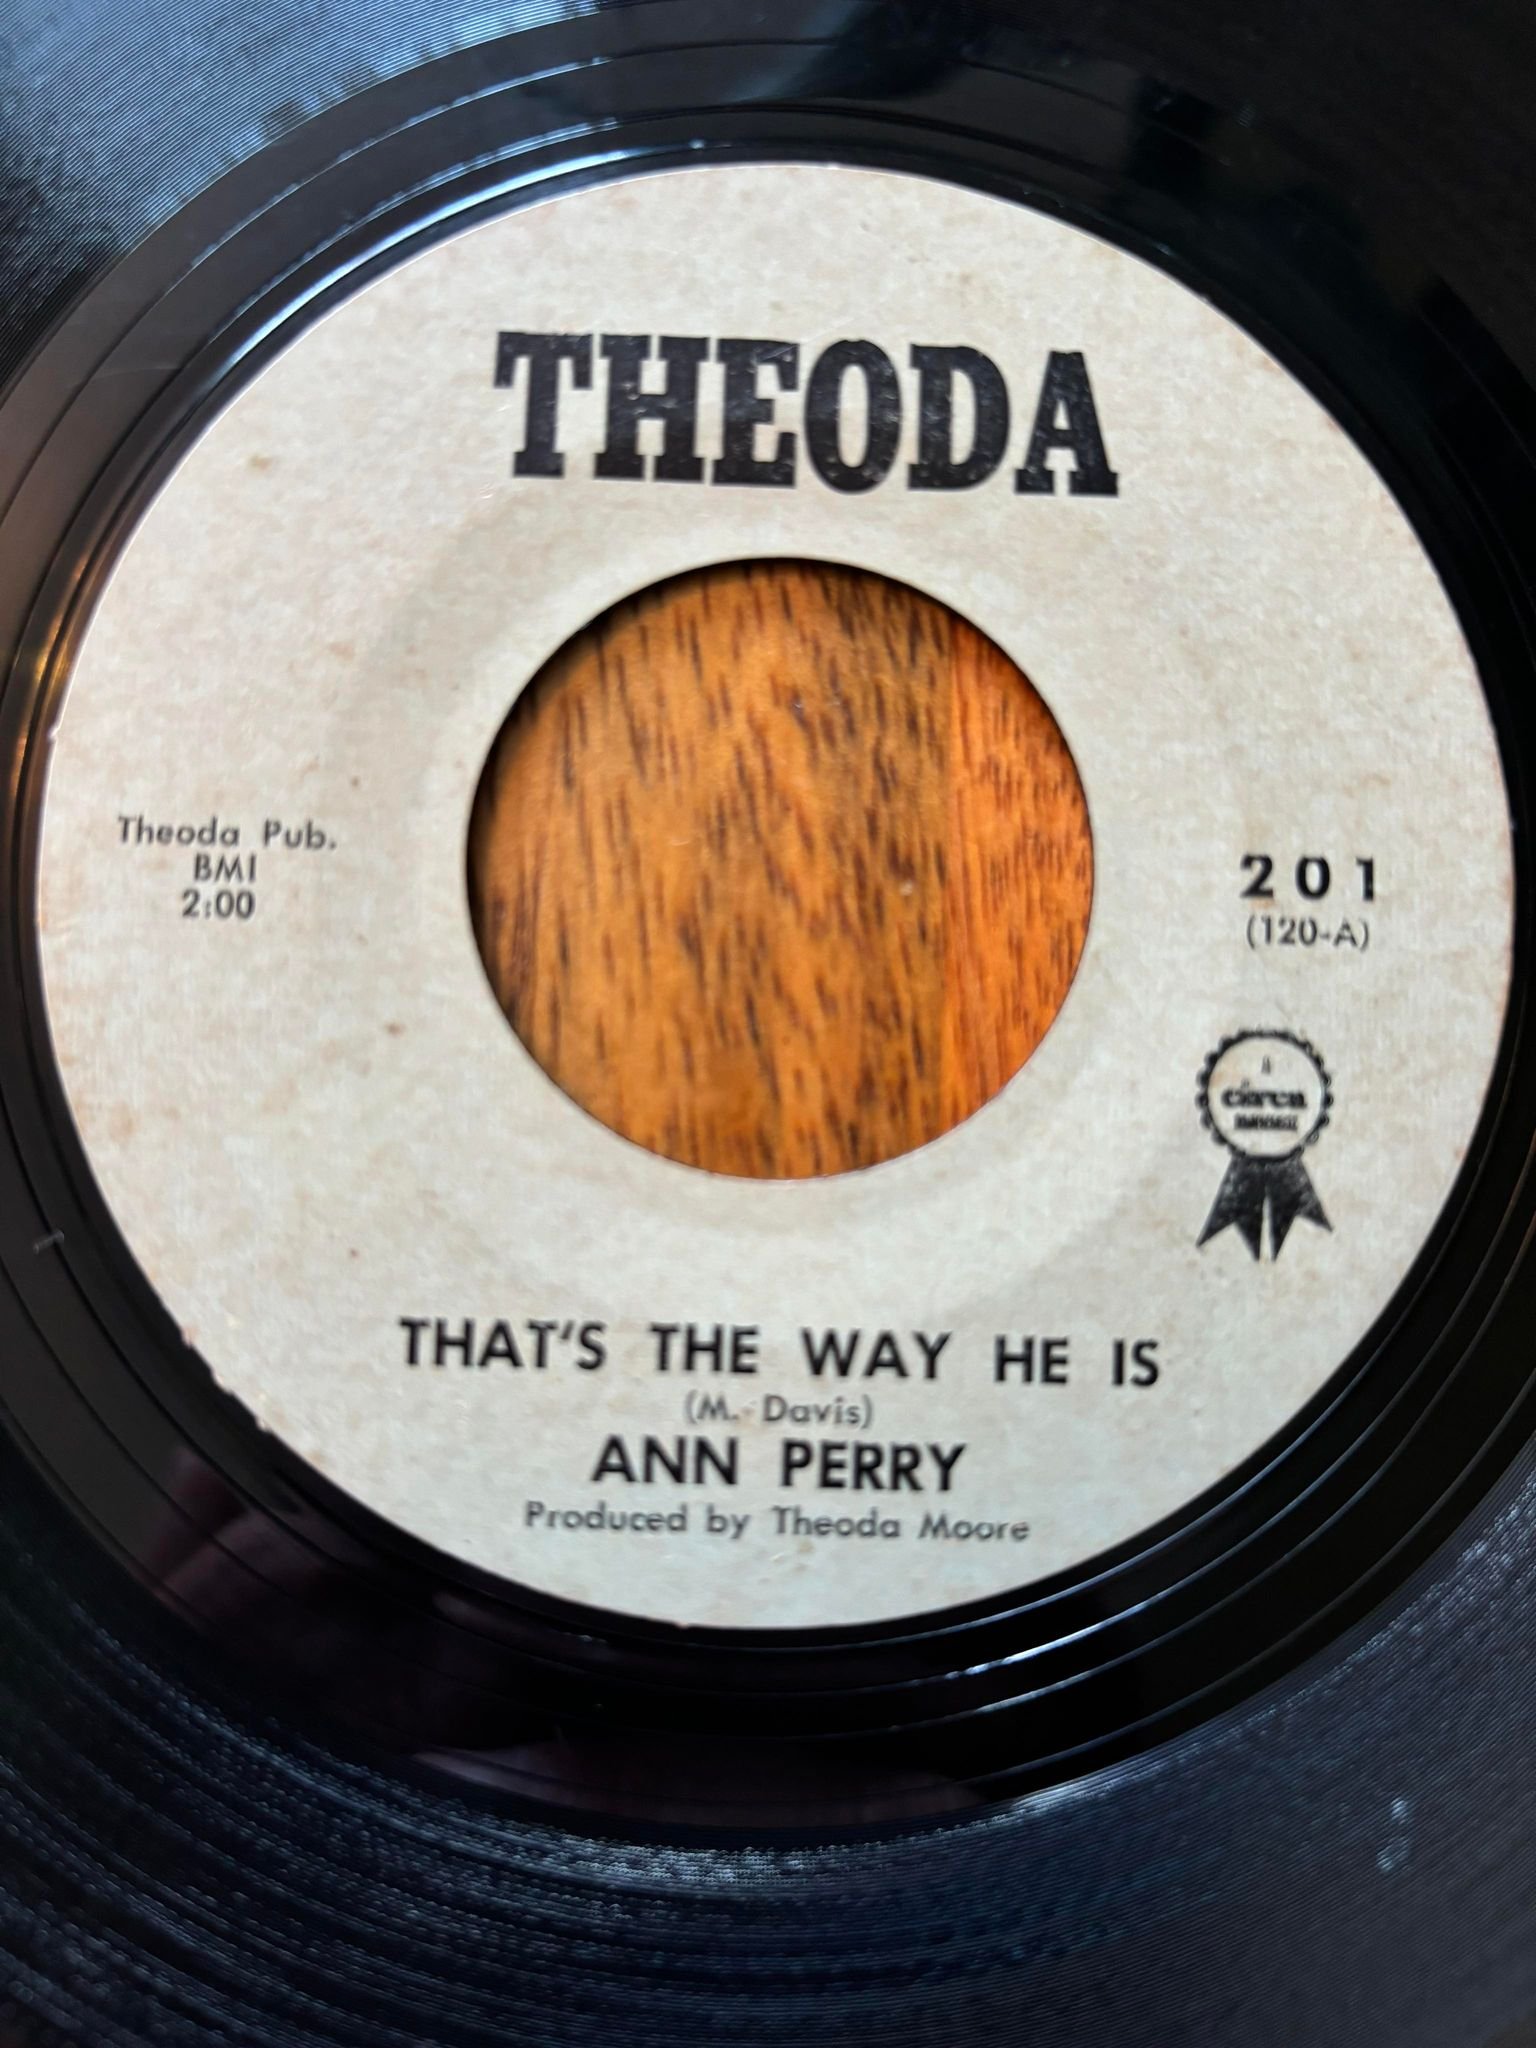 THEODA
Theoda Pub.
BMI
2:00
201
(120-A)
A
circa
THAT'S THE WAY HE IS
(M. Davis)
ANN PERRY
Produced by Theoda Moore